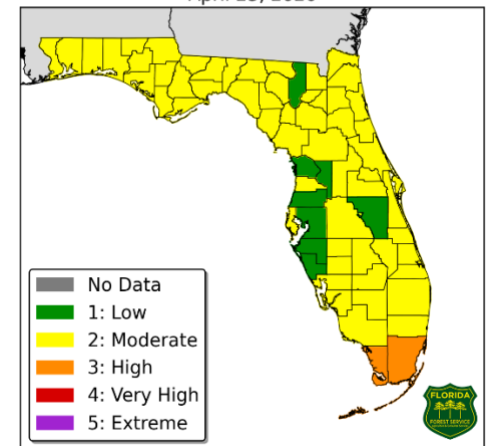 No Data
1: Low
2: Moderate
3: High
4: Very High
5: Extreme
FLORIDA
FOREST SERVICE